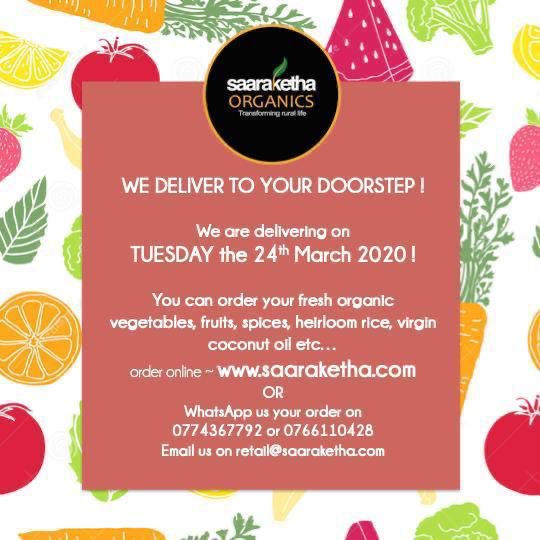 saaraketha
ORGANICS
Transforming rural life
WE DELIVER TO YOUR DOORSTEP !
We are delivering on
TUESDAY the 24th March 2020 !
You can order your fresh organic
vegetables, fruits, spices, heirloom rice, virgin
coconut oil etc...
order online ~ www.saaraketha.com
OR
WhatsApp us your order on
0774367792 or 0766110428
Email us on retail@saaraketha.com